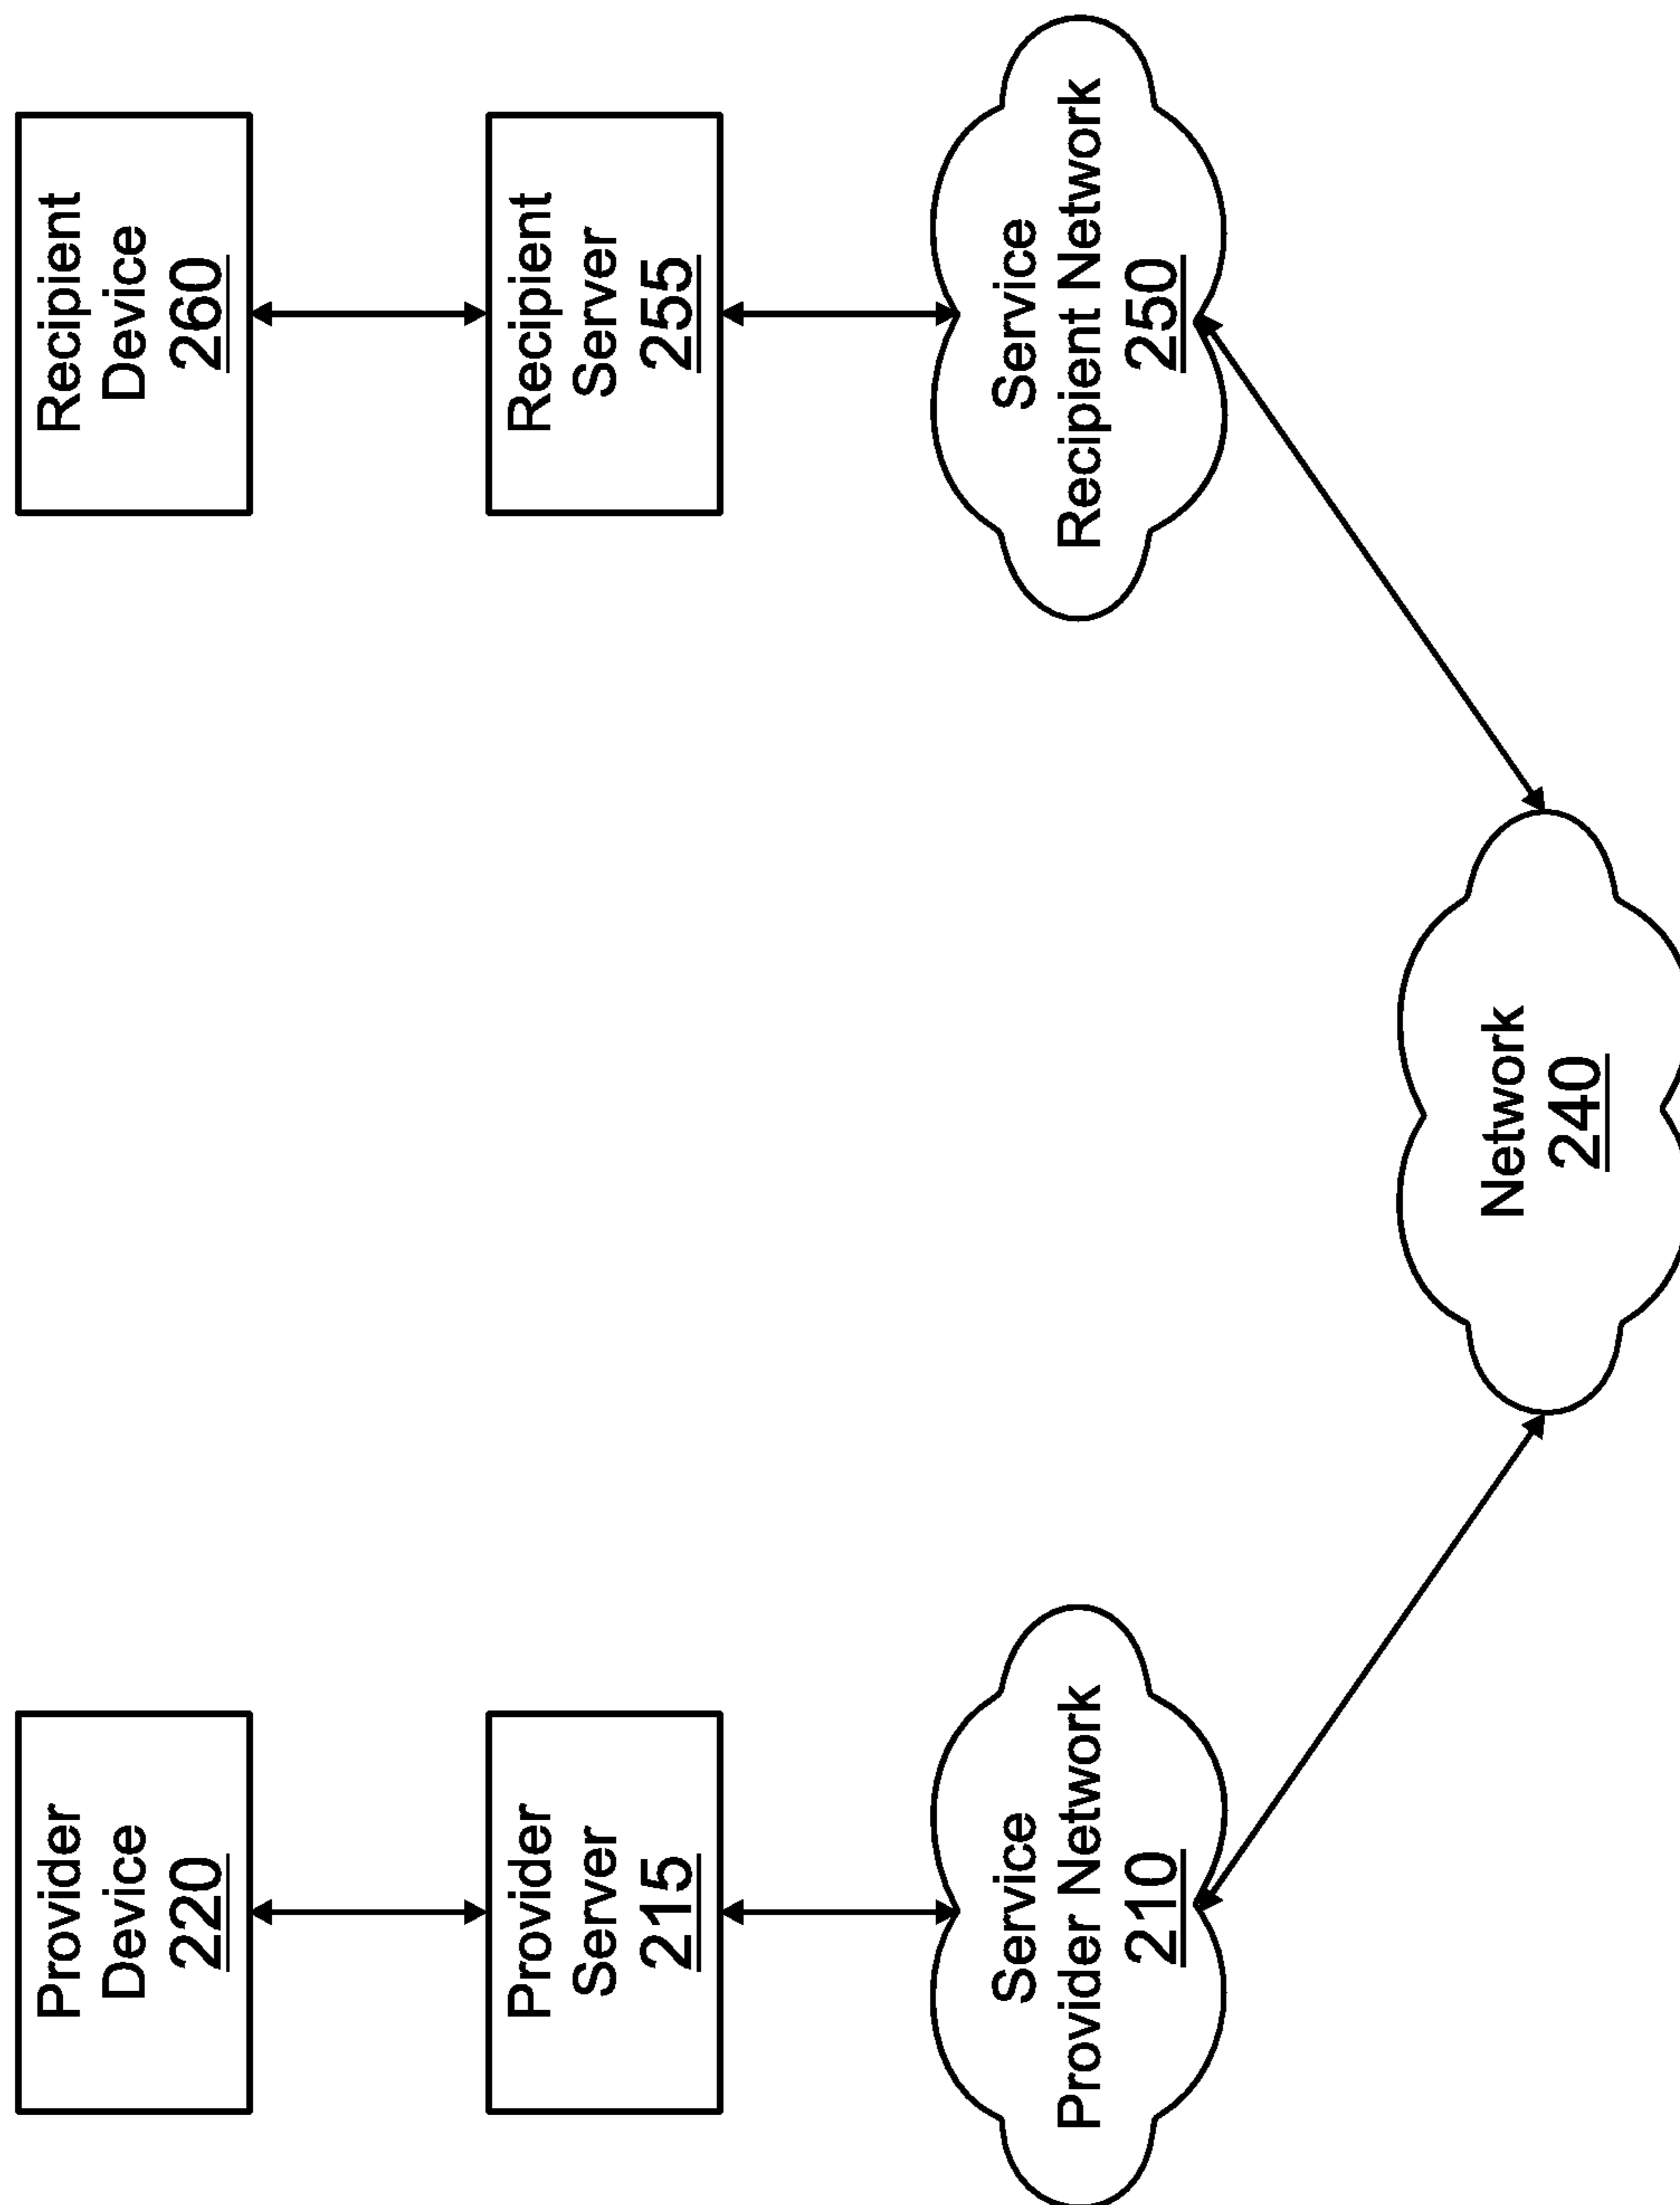 Provider
Device
220
Recipient
Device
260
Provider
Server
215
Recipient
Server
255
Service
Provider Network
210
Service
Recipient Network
250
Network
240